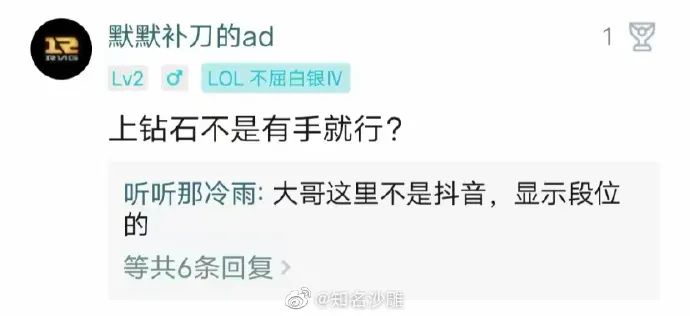 默默补刀的ad
1
RNG
Lv2 ♂ LOL 不屈白银Ⅳ
上钻石不是有手就行?
听听那冷雨: 大哥这里不是抖音，显示段位
的
等共6条回复 >
@知名沙雕